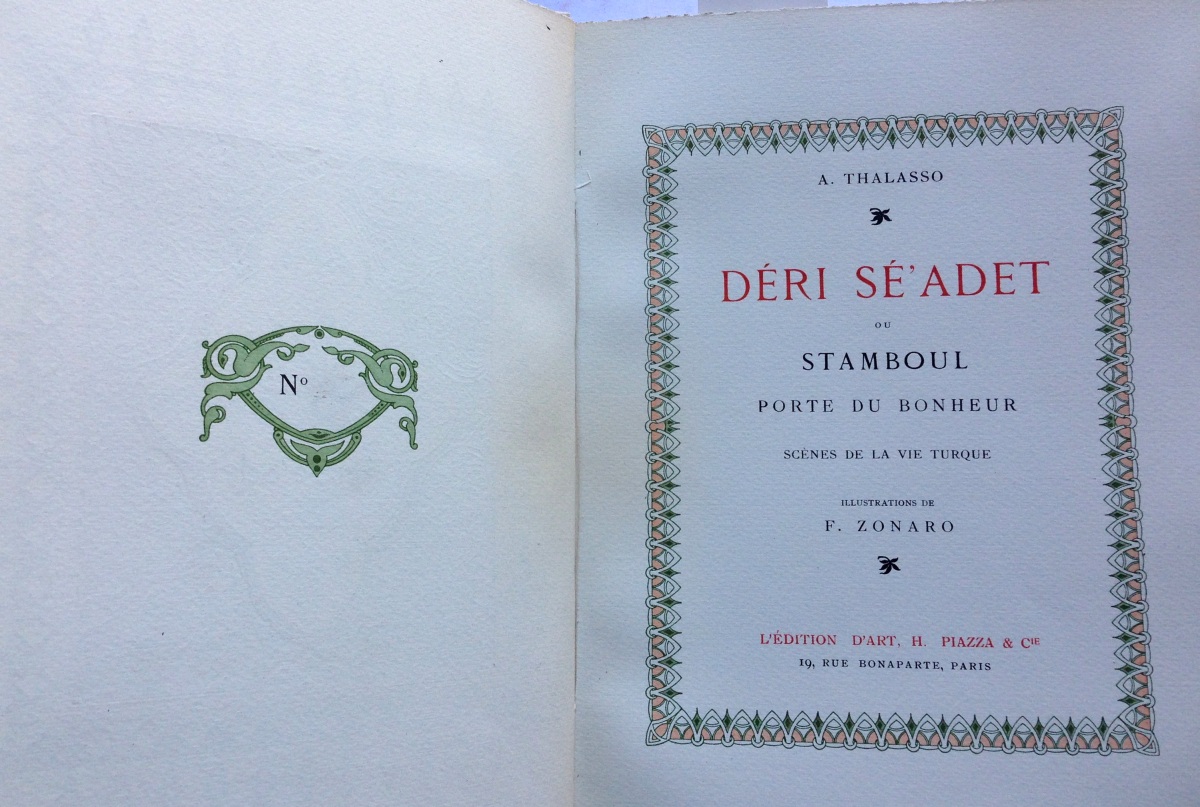 Nº
A. THALASSO
DÉRI SÉ'ADET
OU
STAMBOUL
PORTE DU BONHEUR
SCÈNES DE LA VIE TURQUE
ILLUSTRATIONS DE
F. ZONARO
L'ÉDITION D'ART, H. PIAZZA & Cᴵᴱ
19, RUE BONAPARTE, PARIS